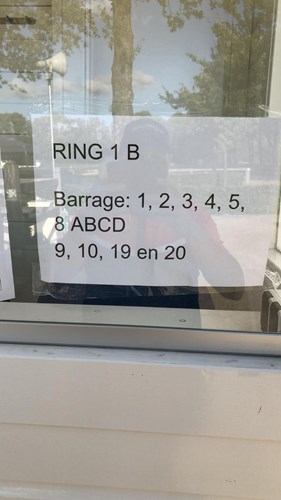 RING 1 B
Barrage: 1, 2, 3, 4, 5,
8 ABCD
9, 10, 19 en 20